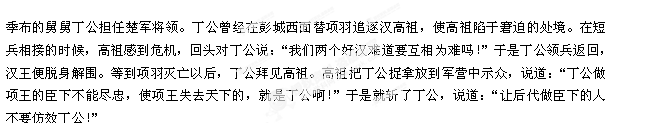 季布的舅舅丁公担任楚军将领。丁公曾经在彭城西面替项羽追逐汉高祖，使高祖陷于窘迫的处境。在短
兵相接的时候，高祖感到危机，回头对丁公说：“我们两个好汉难道要互相为难吗!”于是丁公领兵返回，
汉王便脱身解围。等到项羽灭亡以后，丁公拜见高祖。高祖把丁公捉拿放到军营中示众，说道：“丁公做
项王的臣下不能尽忠，使项王失去天下的，就是丁公啊!”于是就斩了丁公，说道：“让后代做臣下的人
不要仿效丁公!”